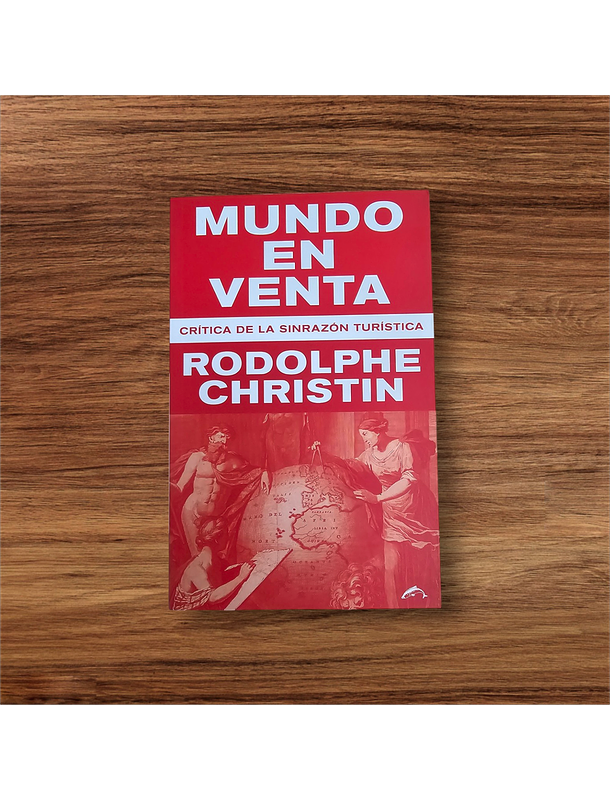 MUNDO
EN
VENTA
CRÍTICA DE LA SINRAZÓN TURÍSTICA
RODOLPHE
CHRISTIN